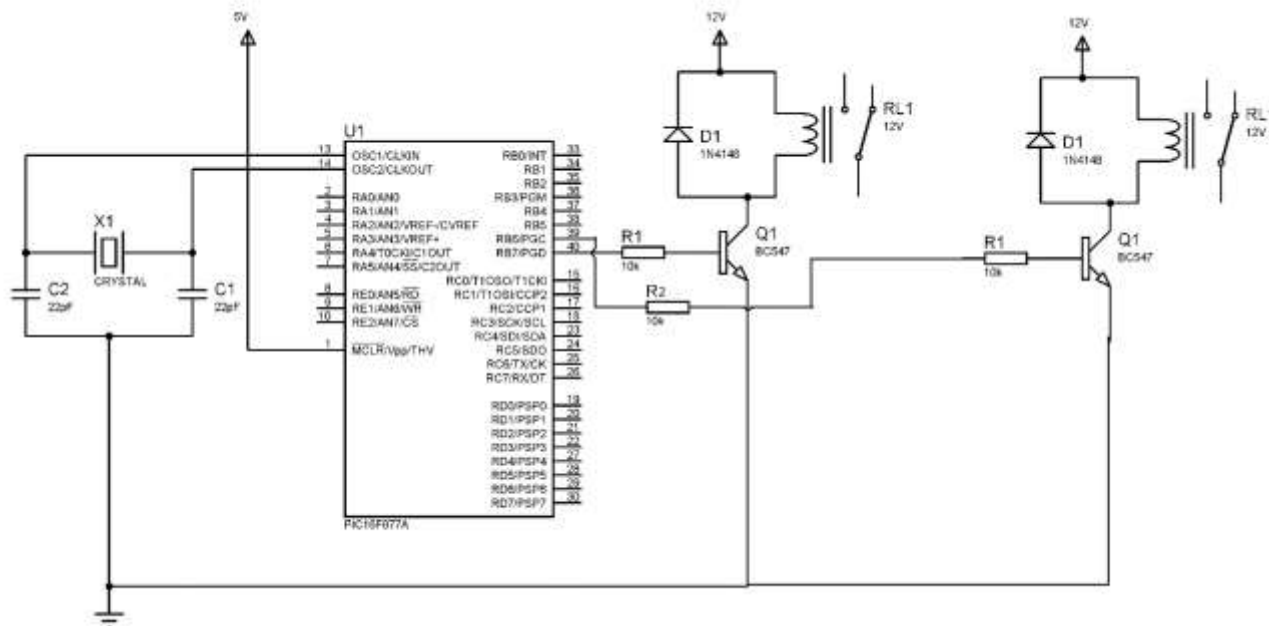 5V
12V
12V
RL1
12V
D1
1N4148
RL1
12V
D1
1N4148
U1
13
OSC1/CLKIN
14
OSC2/CLKOUT
2
RA0/AN0
3
RA1/AN1
4
RA2/AN2/VREF-/CVREF
5
RA3/AN3/VREF+
6
RA4/T0CKI/C1OUT
7
RA5/AN4/SS/C2OUT
8
RE0/AN5/RD
9
RE1/AN6/WR
10
RE2/AN7/CS
1
MCLR/Vpp/THV
RB0/INT
33
RB1
34
RB2
35
RB3/PGM
36
RB4
37
RB5
38
RB6/PGC
39
RB7/PGD
40
RC0/T1OSO/T1CKI
15
RC1/T1OSI/CCP2
16
RC2/CCP1
17
RC3/SCK/SCL
18
RC4/SDI/SDA
23
RC5/SDO
24
RC6/TX/CK
25
RC7/RX/DT
26
RD0/PSP0
19
RD1/PSP1
20
RD2/PSP2
21
RD3/PSP3
22
RD4/PSP4
27
RD5/PSP5
28
RD6/PSP6
29
RD7/PSP7
30
PIC16F877A
X1
CRYSTAL
C2
22pF
C1
22pF
R1
10k
Q1
BC547
R2
10k
R1
10k
Q1
BC547